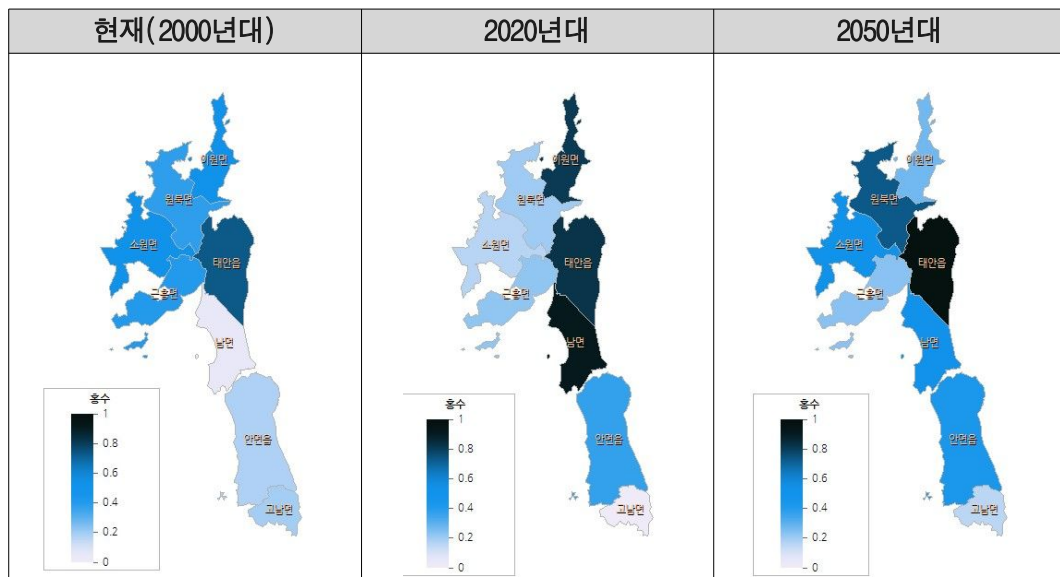 현재(2000년대)
2020년대
2050년대
이원면
원북면
소원면
태안읍
근흥면
남면
안면읍
고남면
홍수
1
0.8
0.6
0.4
0.2
0
이원면
원북면
소원면
태안읍
근흥면
남면
안면읍
고남면
홍수
1
0.8
0.6
0.4
0.2
0
이원면
원북면
소원면
태안읍
근흥면
남면
안면읍
고남면
홍수
1
0.8
0.6
0.4
0.2
0